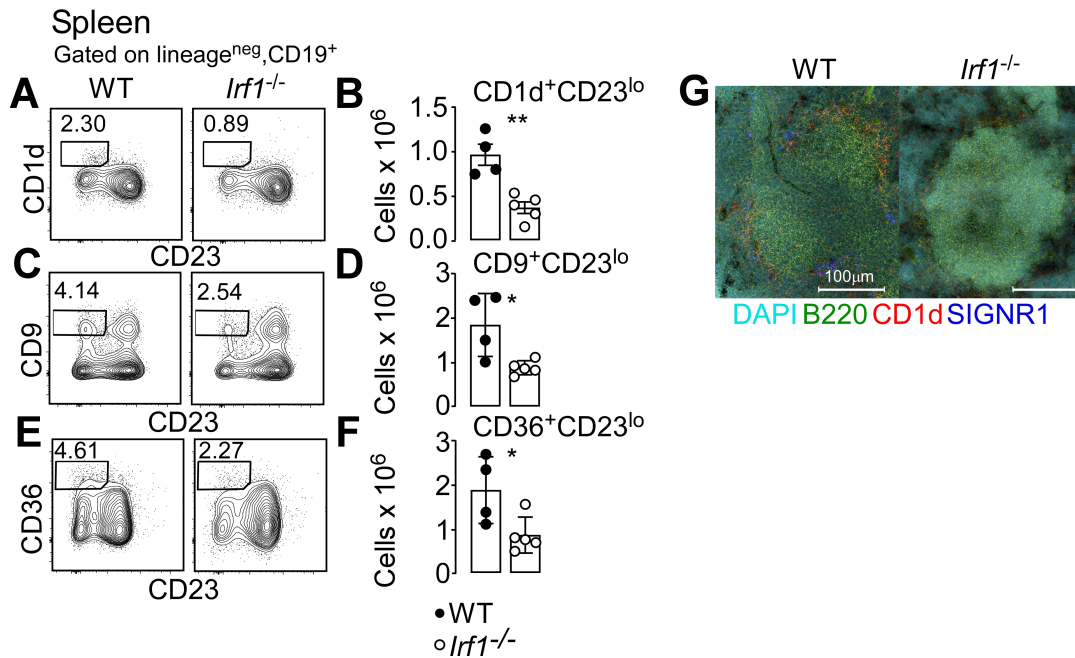 Spleen
Gated on lineage^neg,CD19^+
A
WT
Irf1^-/-
2.30
0.89
CD1d
CD23
B
CD1d^+CD23^lo
Cells x 10^6
1.5
1.0
0.5
0.0
**
C
4.14
2.54
CD9
CD23
D
CD9^+CD23^lo
Cells x 10^6
3
2
1
0
*
E
4.61
2.27
CD36
CD23
F
CD36^+CD23^lo
Cells x 10^6
3
2
1
0
*
WT
Irf1^-/-
G
WT
Irf1^-/-
100µm
DAPI B220 CD1d SIGNR1